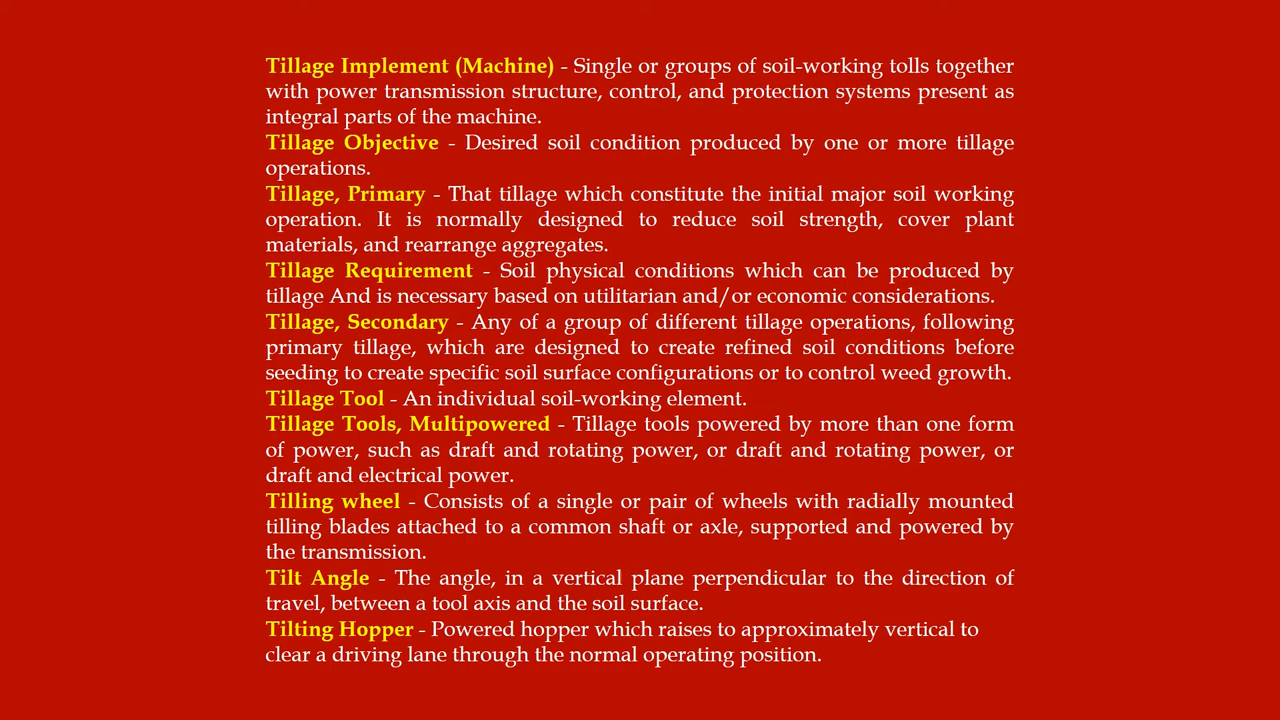 Tillage Implement (Machine) - Single or groups of soil-working tolls together
with power transmission structure, control, and protection systems present as
integral parts of the machine.
Tillage Objective - Desired soil condition produced by one or more tillage
operations.
Tillage, Primary - That tillage which constitute the initial major soil working
operation. It is normally designed to reduce soil strength, cover plant
materials, and rearrange aggregates.
Tillage Requirement - Soil physical conditions which can be produced by
tillage And is necessary based on utilitarian and/or economic considerations.
Tillage, Secondary - Any of a group of different tillage operations, following
primary tillage, which are designed to create refined soil conditions before
seeding to create specific soil surface configurations or to control weed growth.
Tillage Tool - An individual soil-working element.
Tillage Tools, Multipowered - Tillage tools powered by more than one form
of power, such as draft and rotating power, or draft and rotating power, or
draft and electrical power.
Tilling wheel - Consists of a single or pair of wheels with radially mounted
tilling blades attached to a common shaft or axle, supported and powered by
the transmission.
Tilt Angle - The angle, in a vertical plane perpendicular to the direction of
travel, between a tool axis and the soil surface.
Tilting Hopper - Powered hopper which raises to approximately vertical to
clear a driving lane through the normal operating position.